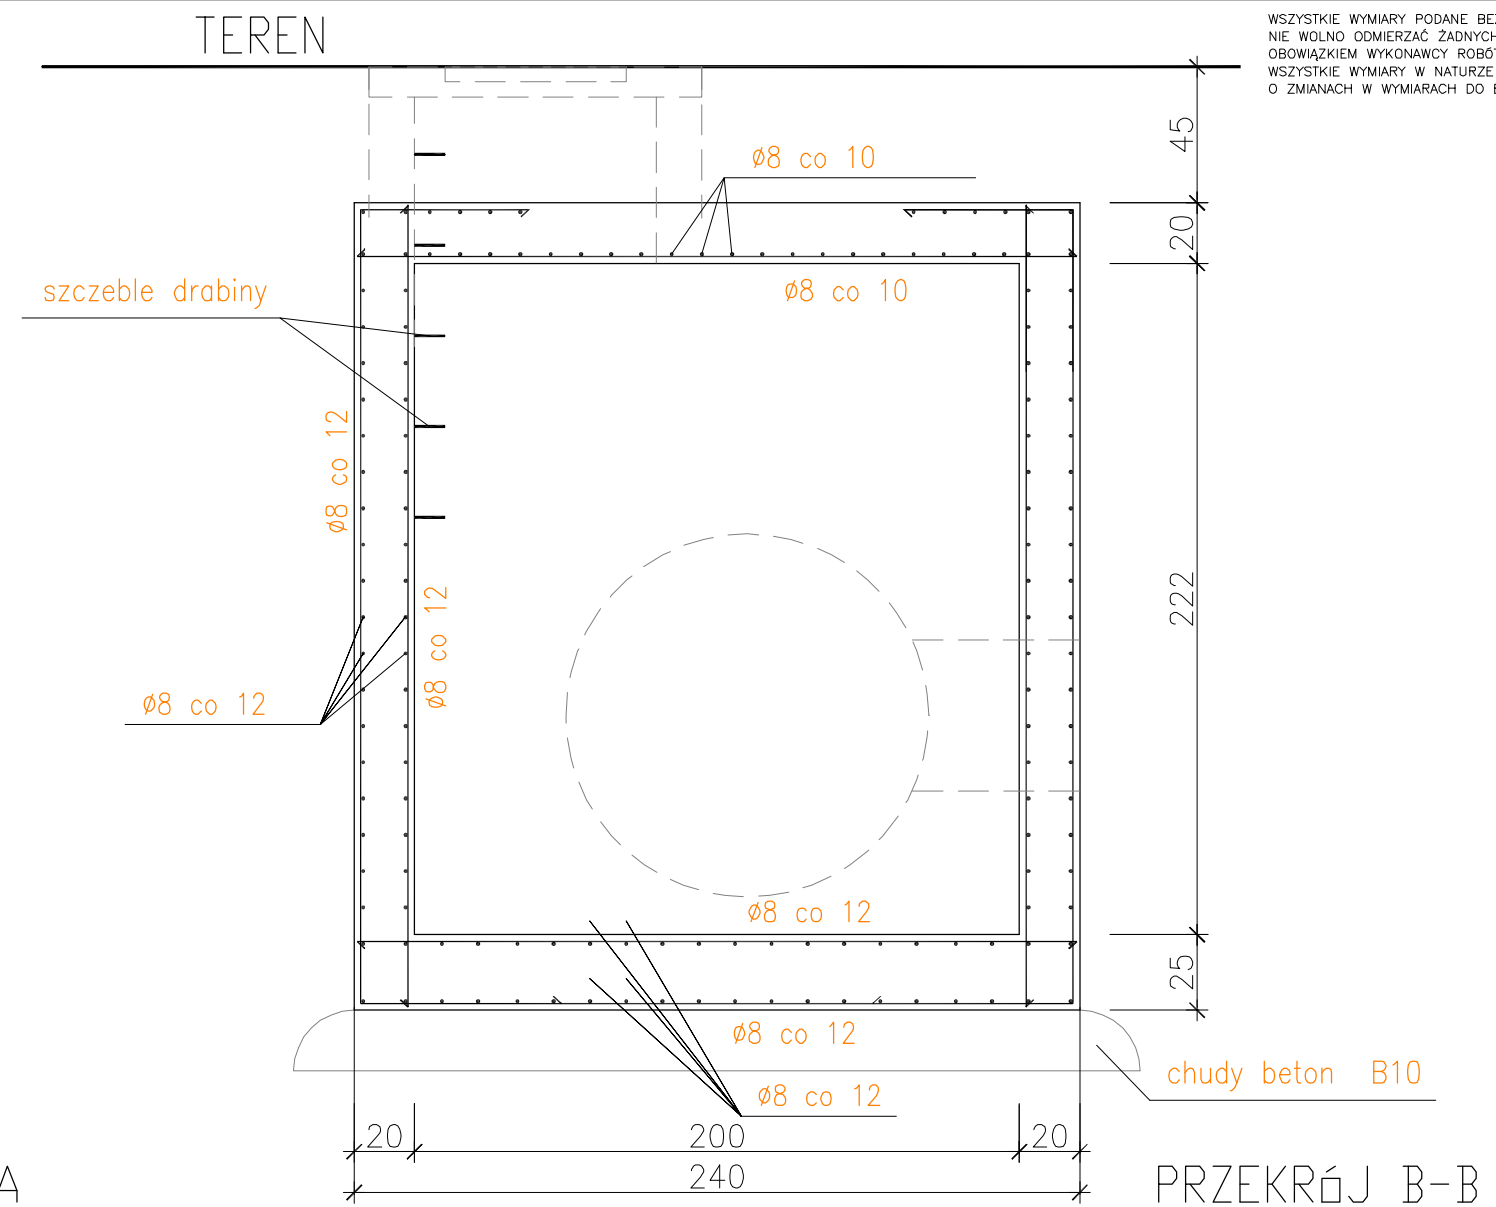 TEREN
WSZYSTKIE WYMIARY PODANE
NIE WOLNO ODMIERZAĆ ŻADNYCH
OBOWIĄZKIEM WYKONAWCY
WSZYSTKIE WYMIARY W NATURZE
O ZMIANACH W WYMIARACH DO
45
ø8 co 10
20
szczeble drabiny
ø8 co 10
ø8 co 12
222
ø8 co 12
ø8 co 12
ø8 co 12
25
ø8 co 12
chudy beton B10
ø8 co 12
20
200
20
240
PRZEKRóJ B-B